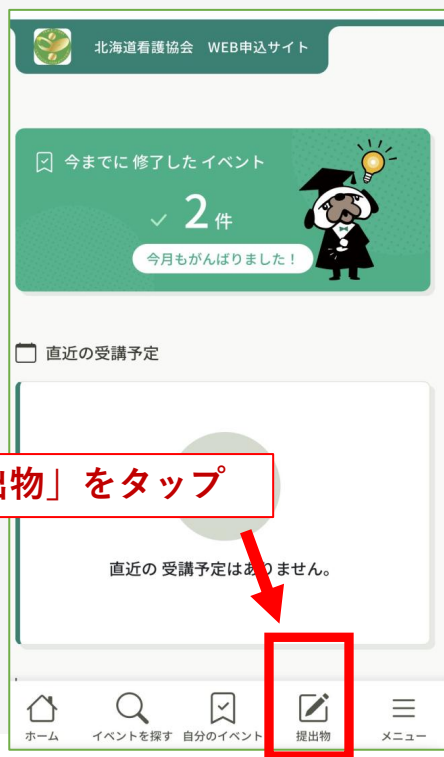 北海道看護協会 WEB申込サイト
今までに 修了した イベント
2 件
今月もがんばりました！
直近の受講予定
出物」をタップ
直近の 受講予定はありません。
ホーム イベントを探す 自分のイベント 提出物 メニュー